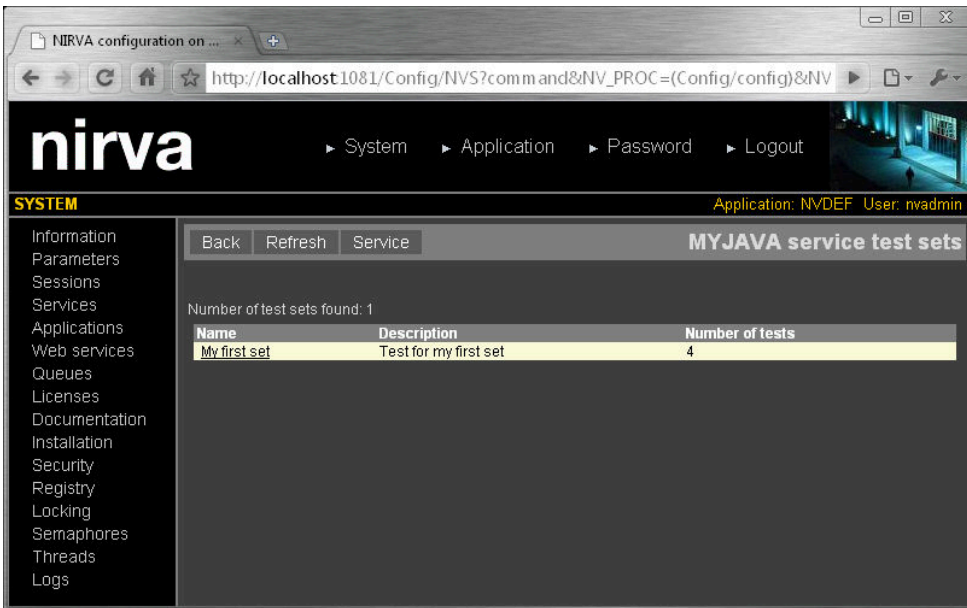 NIRVA configuration on ...
http://localhost:1081/Config/NVS?command&NV_PROC=(Config/config)&NV
nirva
System Application Password Logout
SYSTEM
Application: NVDEF User: nvadmin
Information
Parameters
Sessions
Services
Applications
Web services
Queues
Licenses
Documentation
Installation
Security
Registry
Locking
Semaphores
Threads
Logs
Back Refresh Service
MYJAVA service test sets
Number of test sets found: 1
Name Description Number of tests
My first set Test for my first set 4